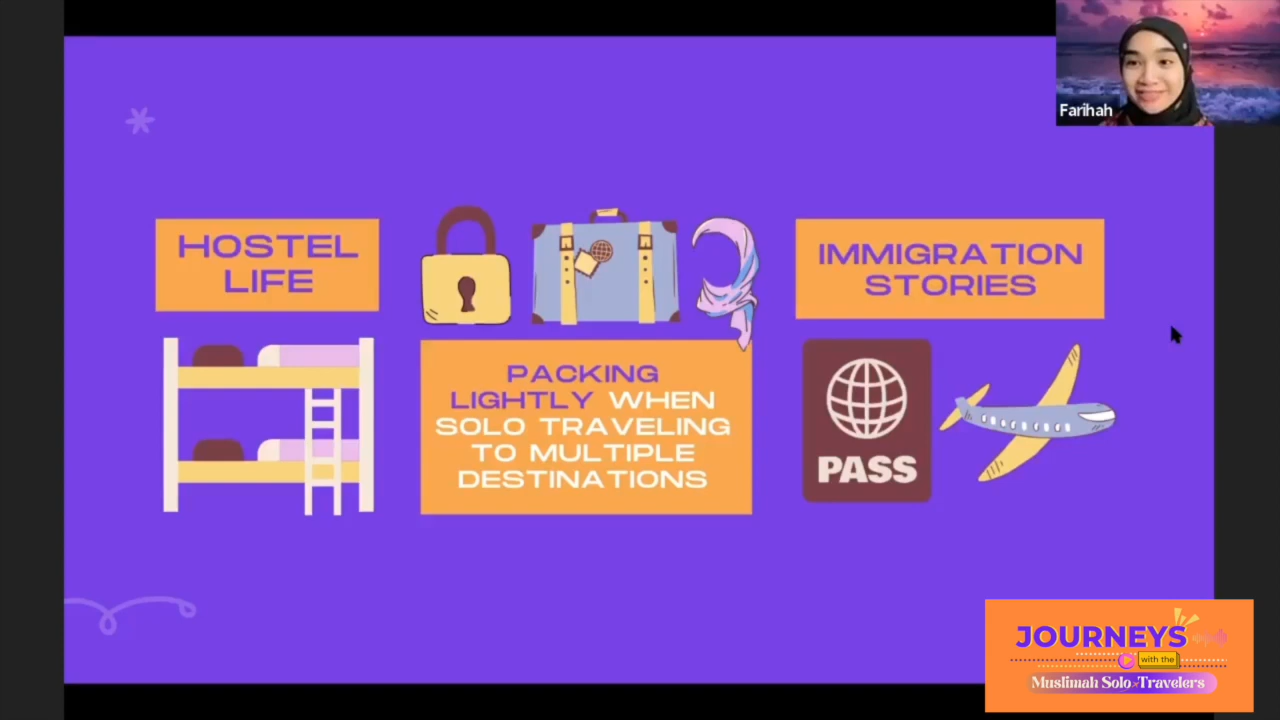 Farihah
HOSTEL
LIFE
PACKING
LIGHTLY WHEN
SOLO TRAVELING
TO MULTIPLE
DESTINATIONS
IMMIGRATION
STORIES
PASS
JOURNEYS
with the
Muslimah Solo Travelers